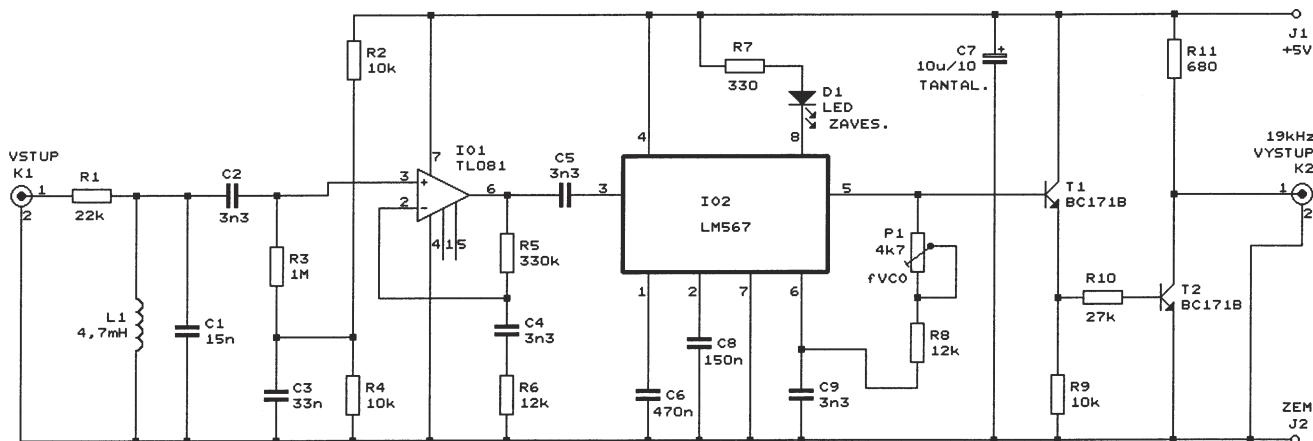 VSTUP
K1
1
2
R1
22k
L1
4,7mH
C1
15n
C2
3n3
R3
1M
C3
33n
R2
10k
R4
10k
IO1
TL081
7
3
+
2
-
6
4
1
5
R5
330k
C4
3n3
R6
12k
C5
3n3
3
4
8
5
IO2
LM567
1
2
7
6
C6
470n
C8
150n
C9
3n3
R7
330
D1
LED
ZAVES.
C7
+
10u/10
TANTAL.
P1
4k7
fVCO
R8
12k
T1
BC171B
R10
27k
R9
10k
T2
BC171B
R11
680
J1
+5V
19kHz
VYSTUP
K2
1
2
ZEM
J2